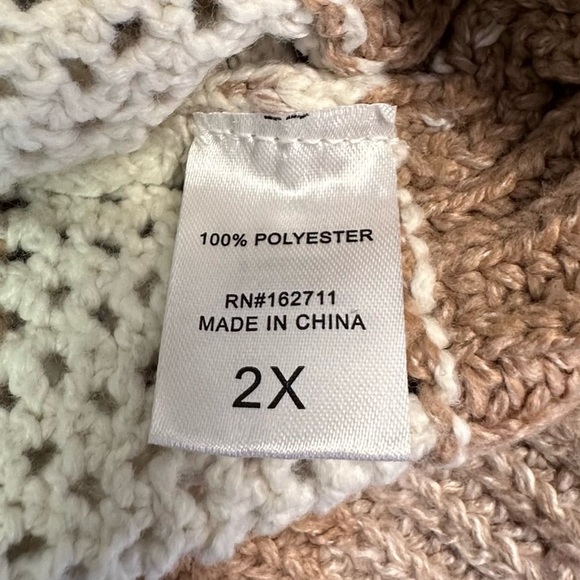 100% POLYESTER
RN#162711
MADE IN CHINA
2X